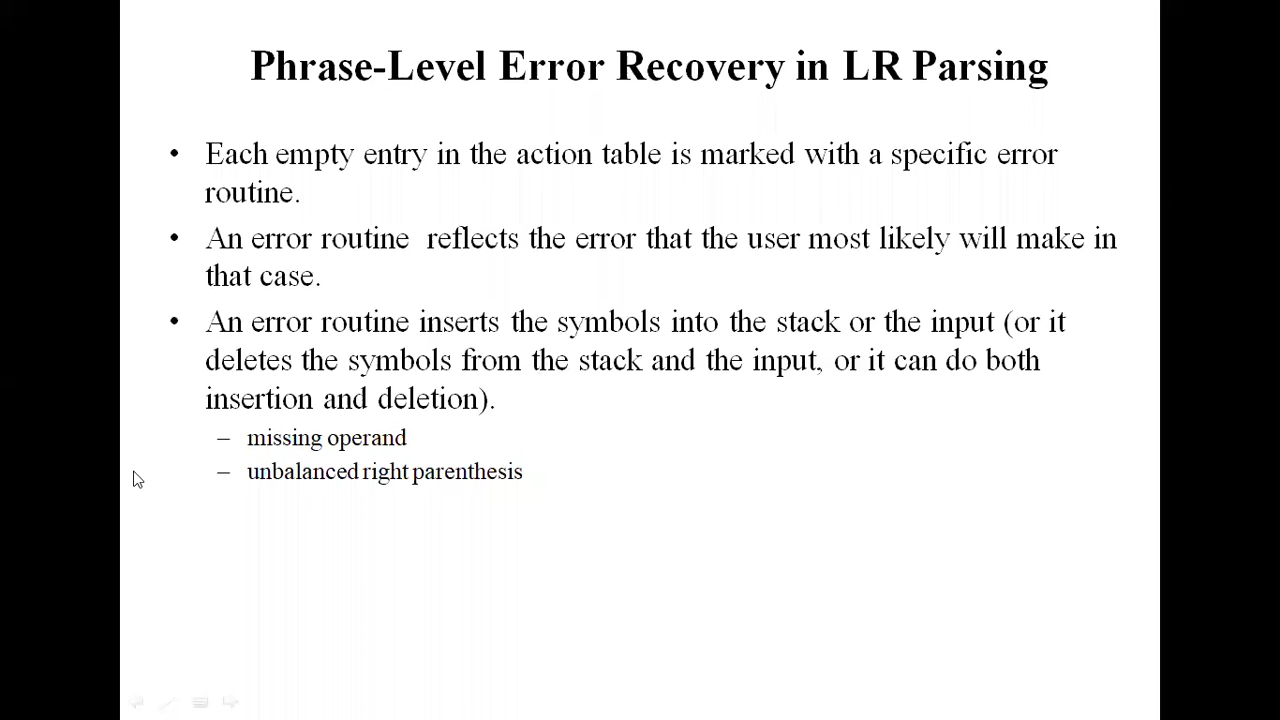 Phrase-Level Error Recovery in LR Parsing
• Each empty entry in the action table is marked with a specific error
routine.
• An error routine reflects the error that the user most likely will make in
that case.
• An error routine inserts the symbols into the stack or the input (or it
deletes the symbols from the stack and the input, or it can do both
insertion and deletion).
– missing operand
– unbalanced right parenthesis